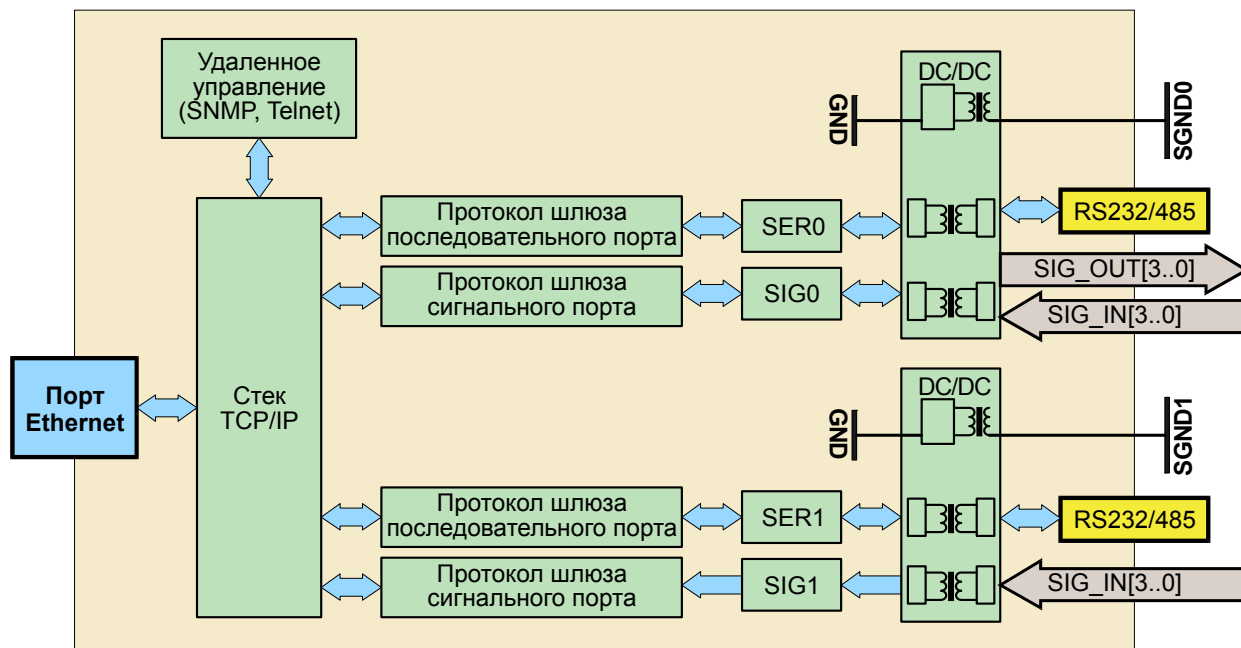 Удаленное
управление
(SNMP, Telnet)
DC/DC
GND
SGND0
Протокол шлюза
последовательного порта
SER0
RS232/485
SIG_OUT[3..0]
Протокол шлюза
сигнального порта
SIG0
SIG_IN[3..0]
Порт
Ethernet
Стек
TCP/IP
DC/DC
GND
SGND1
Протокол шлюза
последовательного порта
SER1
RS232/485
Протокол шлюза
сигнального порта
SIG1
SIG_IN[3..0]